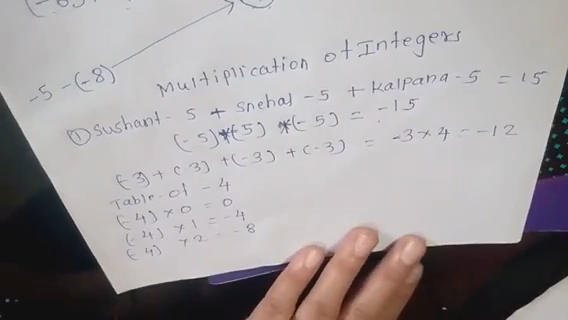 -5 - (-8)
Multiplication of Integers
① Sushant - 5 + Snehal - 5 + Kalpana - 5 = 15
(-5) * (5) * (-5) = -15
(-3) + (-3) + (-3) + (-3) = -3 × 4 = -12
Table of - 4
(-4) × 0 = 0
(-4) × 1 = -4
(-4) × 2 = -8